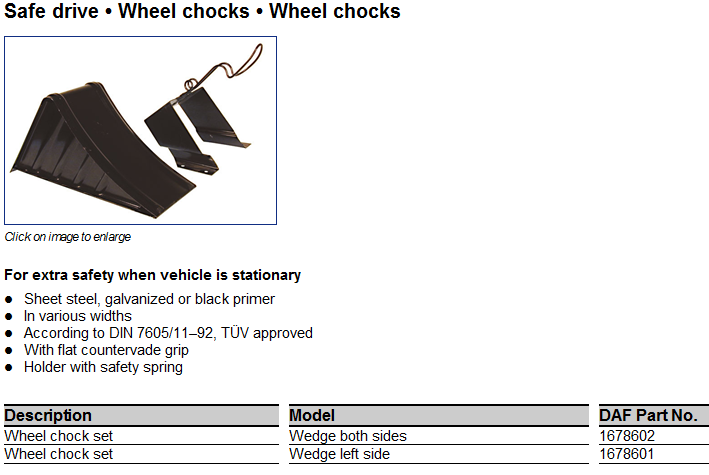 Safe drive • Wheel chocks • Wheel chocks
Click on image to enlarge
For extra safety when vehicle is stationary
● Sheet steel, galvanized or black primer
● In various widths
● According to DIN 7605/11–92, TÜV approved
● With flat countervade grip
● Holder with safety spring
Description Model DAF Part No.
Wheel chock set Wedge both sides 1678602
Wheel chock set Wedge left side 1678601